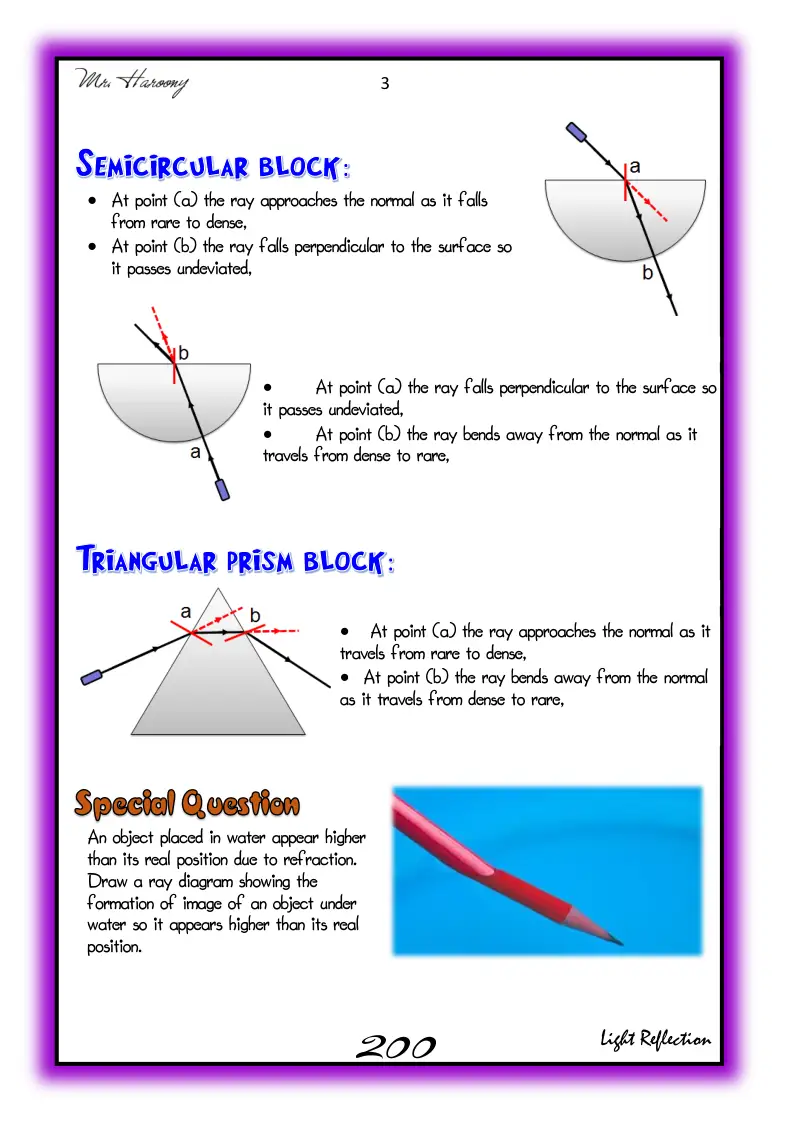 Mr. Haroony
3
SEMICIRCULAR BLOCK:
• At point (a) the ray approaches the normal as it falls
from rare to dense,
• At point (b) the ray falls perpendicular to the surface so
it passes undeviated,
a
b
b
a
• At point (a) the ray falls perpendicular to the surface so
it passes undeviated,
• At point (b) the ray bends away from the normal as it
travels from dense to rare,
TRIANGULAR PRISM BLOCK:
a
b
• At point (a) the ray approaches the normal as it
travels from rare to dense,
• At point (b) the ray bends away from the normal
as it travels from dense to rare,
Special Question
An object placed in water appear higher
than its real position due to refraction.
Draw a ray diagram showing the
formation of image of an object under
water so it appears higher than its real
position.
200
Light Reflection